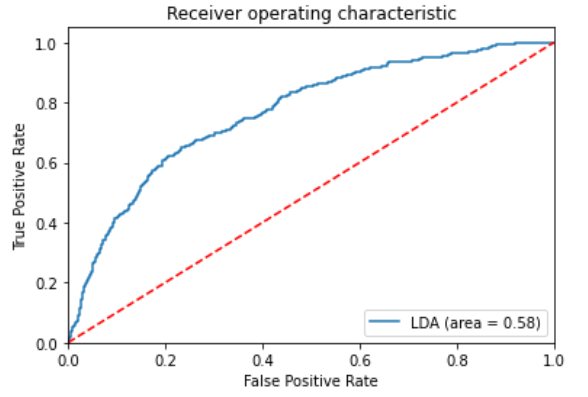 Receiver operating characteristic
True Positive Rate
1.0
0.8
0.6
0.4
0.2
0.0
LDA (area = 0.58)
0.0 0.2 0.4 0.6 0.8 1.0
False Positive Rate